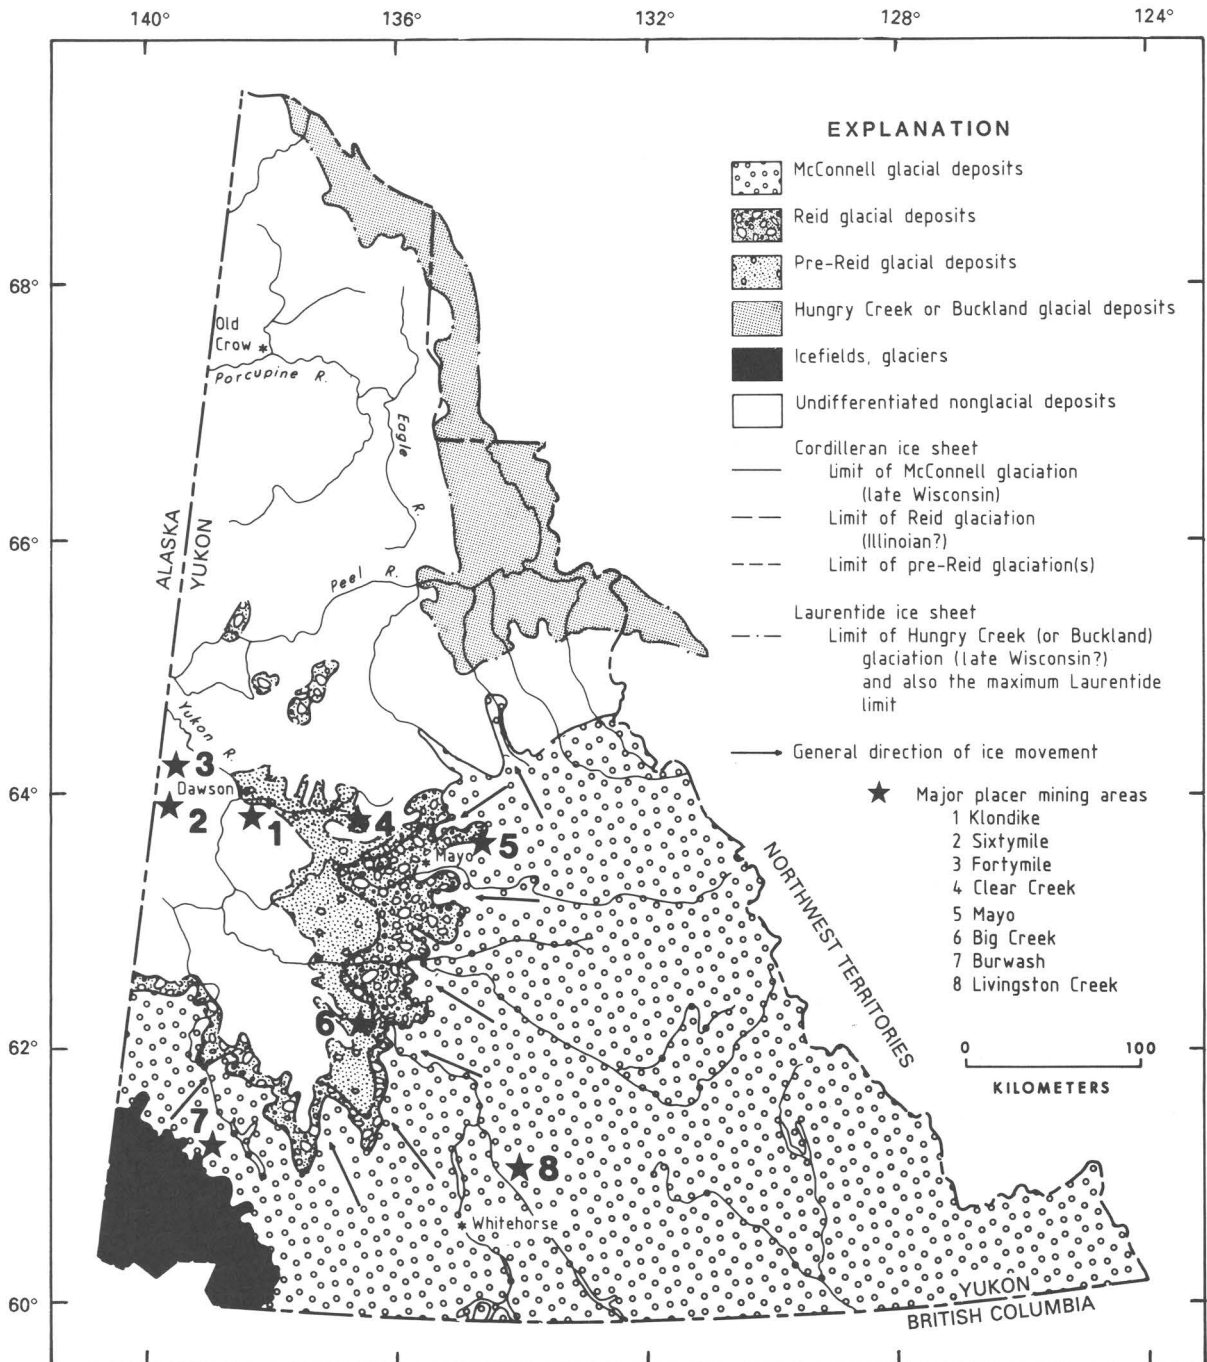 140°
136°
132°
128°
124°
EXPLANATION
McConnell glacial deposits
Reid glacial deposits
Pre-Reid glacial deposits
Hungry Creek or Buckland glacial deposits
Icefields, glaciers
Undifferentiated nonglacial deposits
Cordilleran ice sheet
Limit of McConnell glaciation
(late Wisconsin)
Limit of Reid glaciation
(Illinoian?)
Limit of pre-Reid glaciation(s)
Laurentide ice sheet
Limit of Hungry Creek (or Buckland)
glaciation (late Wisconsin?)
and also the maximum Laurentide
limit
General direction of ice movement
Major placer mining areas
1 Klondike
2 Sixtymile
3 Fortymile
4 Clear Creek
5 Mayo
6 Big Creek
7 Burwash
8 Livingston Creek
0
100
KILOMETERS
68°
66°
64°
62°
60°
Old
Crow
Porcupine R.
Eagle
R.
ALASKA
YUKON
Peel R.
Yukon R.
3
Dawson
2
1
4
5
Mayo
6
7
8
Whitehorse
NORTHWEST TERRITORIES
YUKON
BRITISH COLUMBIA